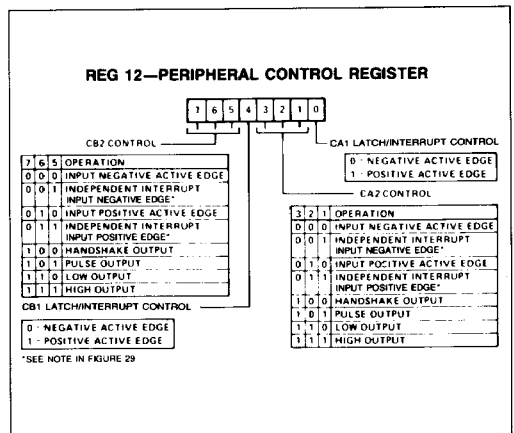 REG 12—PERIPHERAL CONTROL REGISTER
7 6 5 4 3 2 1 0
CB2 CONTROL
7 6 5 OPERATION
0 0 0 INPUT NEGATIVE ACTIVE EDGE
0 0 1 INDEPENDENT INTERRUPT
INPUT NEGATIVE EDGE*
0 1 0 INPUT POSITIVE ACTIVE EDGE
0 1 1 INDEPENDENT INTERRUPT
INPUT POSITIVE EDGE*
1 0 0 HANDSHAKE OUTPUT
1 0 1 PULSE OUTPUT
1 1 0 LOW OUTPUT
1 1 1 HIGH OUTPUT
CB1 LATCH/INTERRUPT CONTROL
0 - NEGATIVE ACTIVE EDGE
1 - POSITIVE ACTIVE EDGE
*SEE NOTE IN FIGURE 29
CA1 LATCH/INTERRUPT CONTROL
0 - NEGATIVE ACTIVE EDGE
1 - POSITIVE ACTIVE EDGE
CA2 CONTROL
3 2 1 OPERATION
0 0 0 INPUT NEGATIVE ACTIVE EDGE
0 0 1 INDEPENDENT INTERRUPT
INPUT NEGATIVE EDGE*
0 1 0 INPUT POSITIVE ACTIVE EDGE
0 1 1 INDEPENDENT INTERRUPT
INPUT POSITIVE EDGE*
1 0 0 HANDSHAKE OUTPUT
1 0 1 PULSE OUTPUT
1 1 0 LOW OUTPUT
1 1 1 HIGH OUTPUT